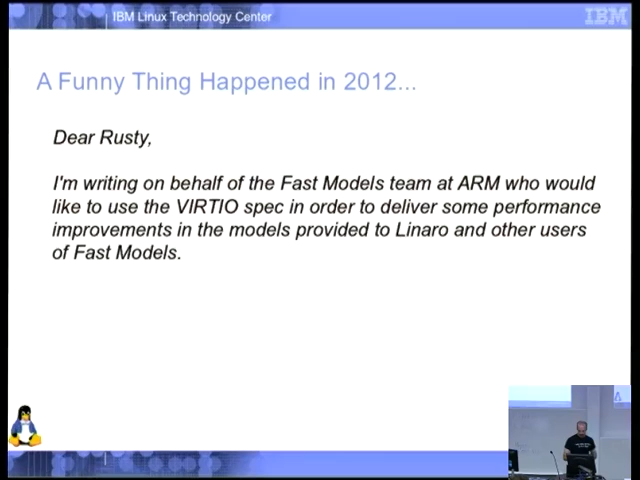 IBM Linux Technology Center
IBM
A Funny Thing Happened in 2012...
Dear Rusty,
I'm writing on behalf of the Fast Models team at ARM who would
like to use the VIRTIO spec in order to deliver some performance
improvements in the models provided to Linaro and other users
of Fast Models.